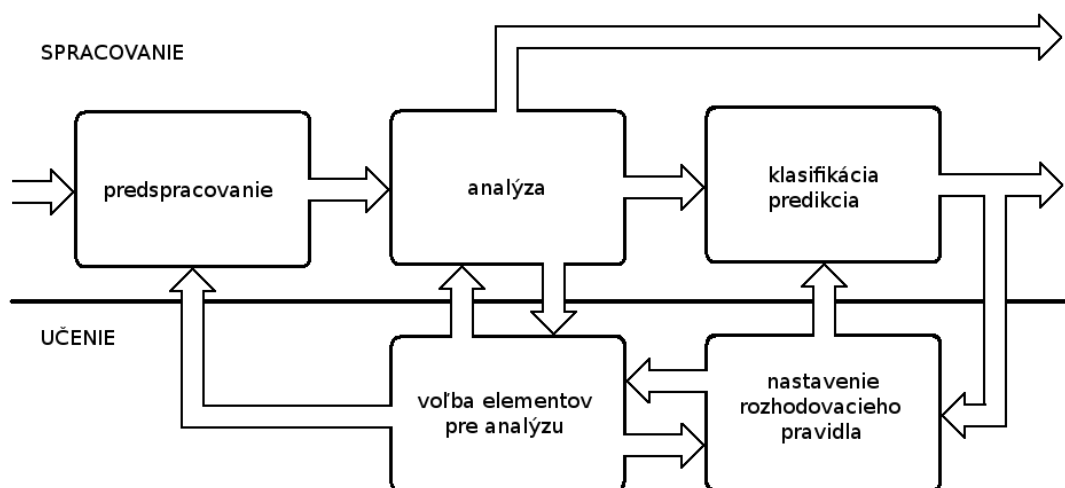 SPRACOVANIE
predspracovanie
analýza
klasifikácia
predikcia
UČENIE
voľba elementov
pre analýzu
nastavenie
rozhodovacieho
pravidla